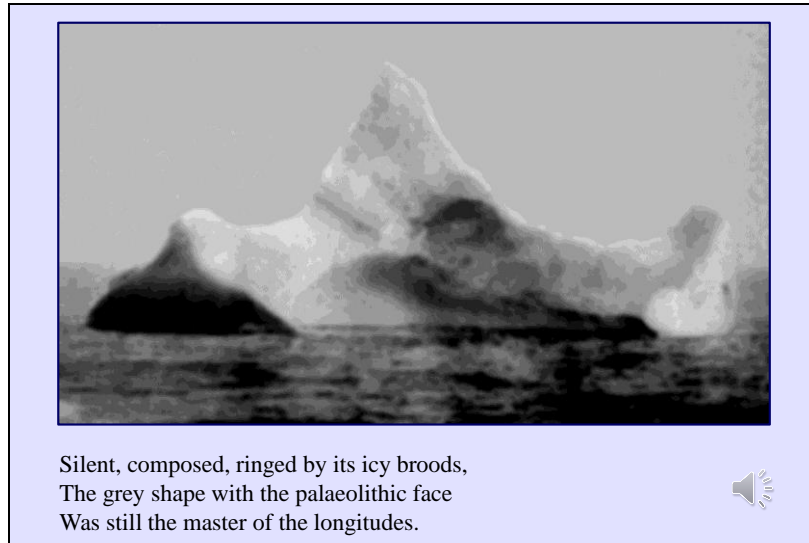 Silent, composed, ringed by its icy broods,
The grey shape with the palaeolithic face
Was still the master of the longitudes.